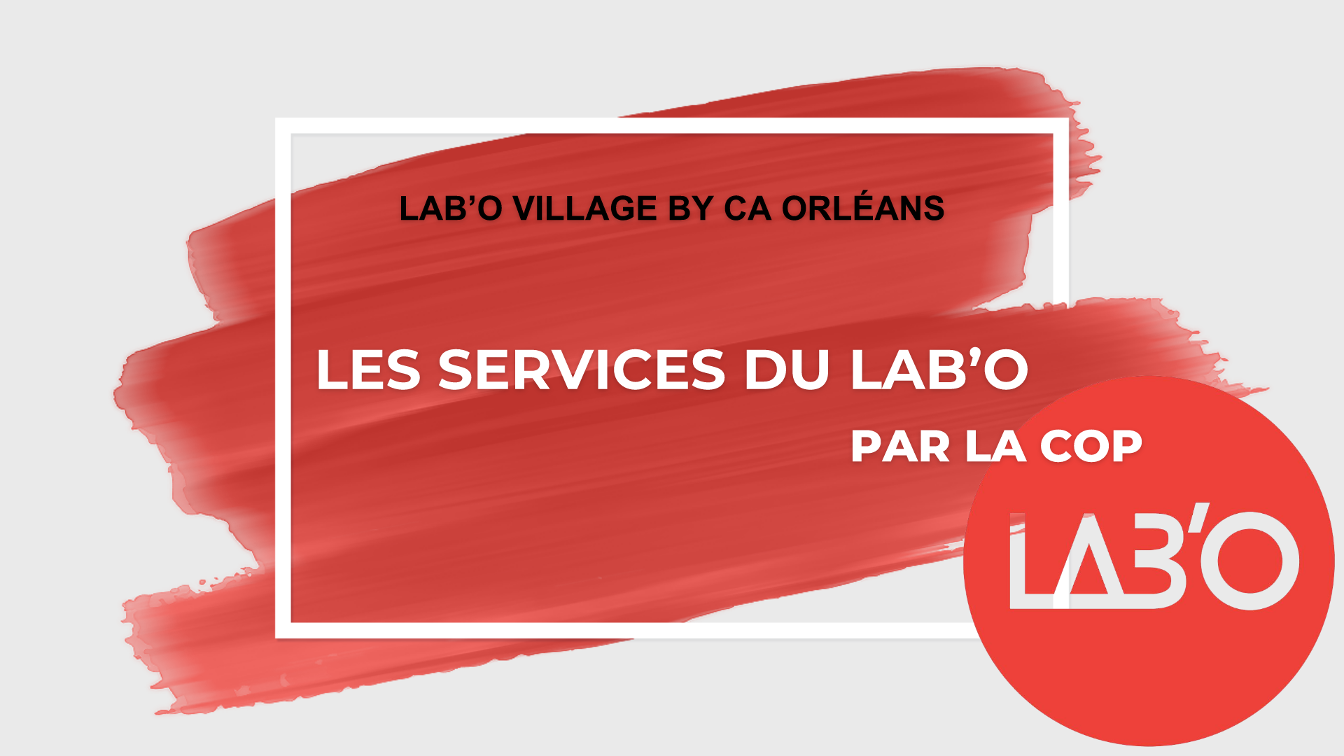 LAB’O VILLAGE BY CA ORLÉANS
LES SERVICES DU LAB’O
PAR LA COP
LAB'O